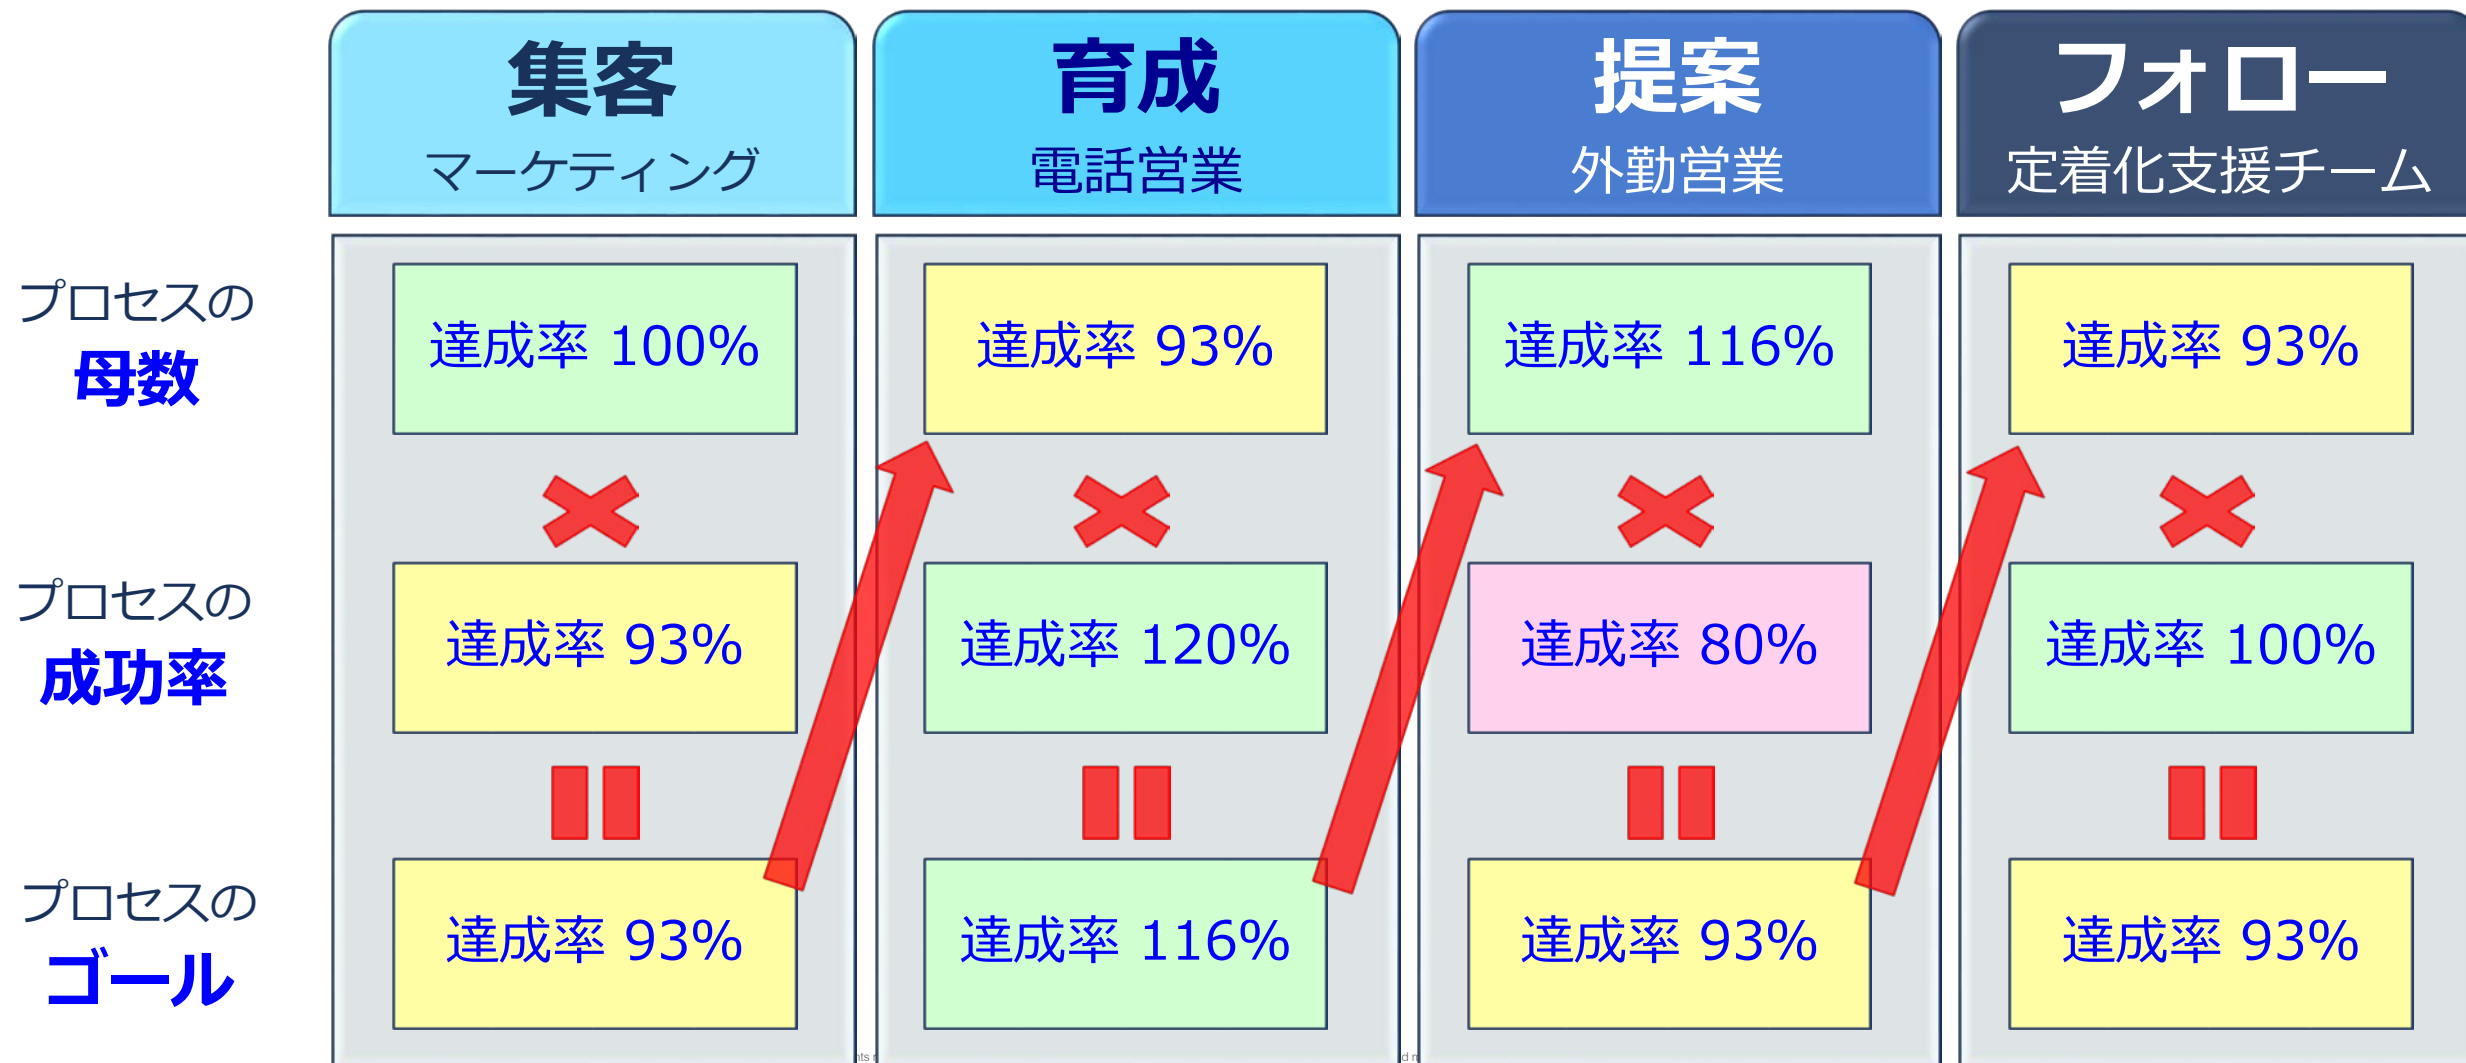 集客
マーケティング
育成
電話営業
提案
外勤営業
フォロー
定着化支援チーム
プロセスの
母数
達成率 100%
達成率 93%
達成率 116%
達成率 93%
プロセスの
成功率
達成率 93%
達成率 120%
達成率 80%
達成率 100%
プロセスの
ゴール
達成率 93%
達成率 116%
達成率 93%
達成率 93%